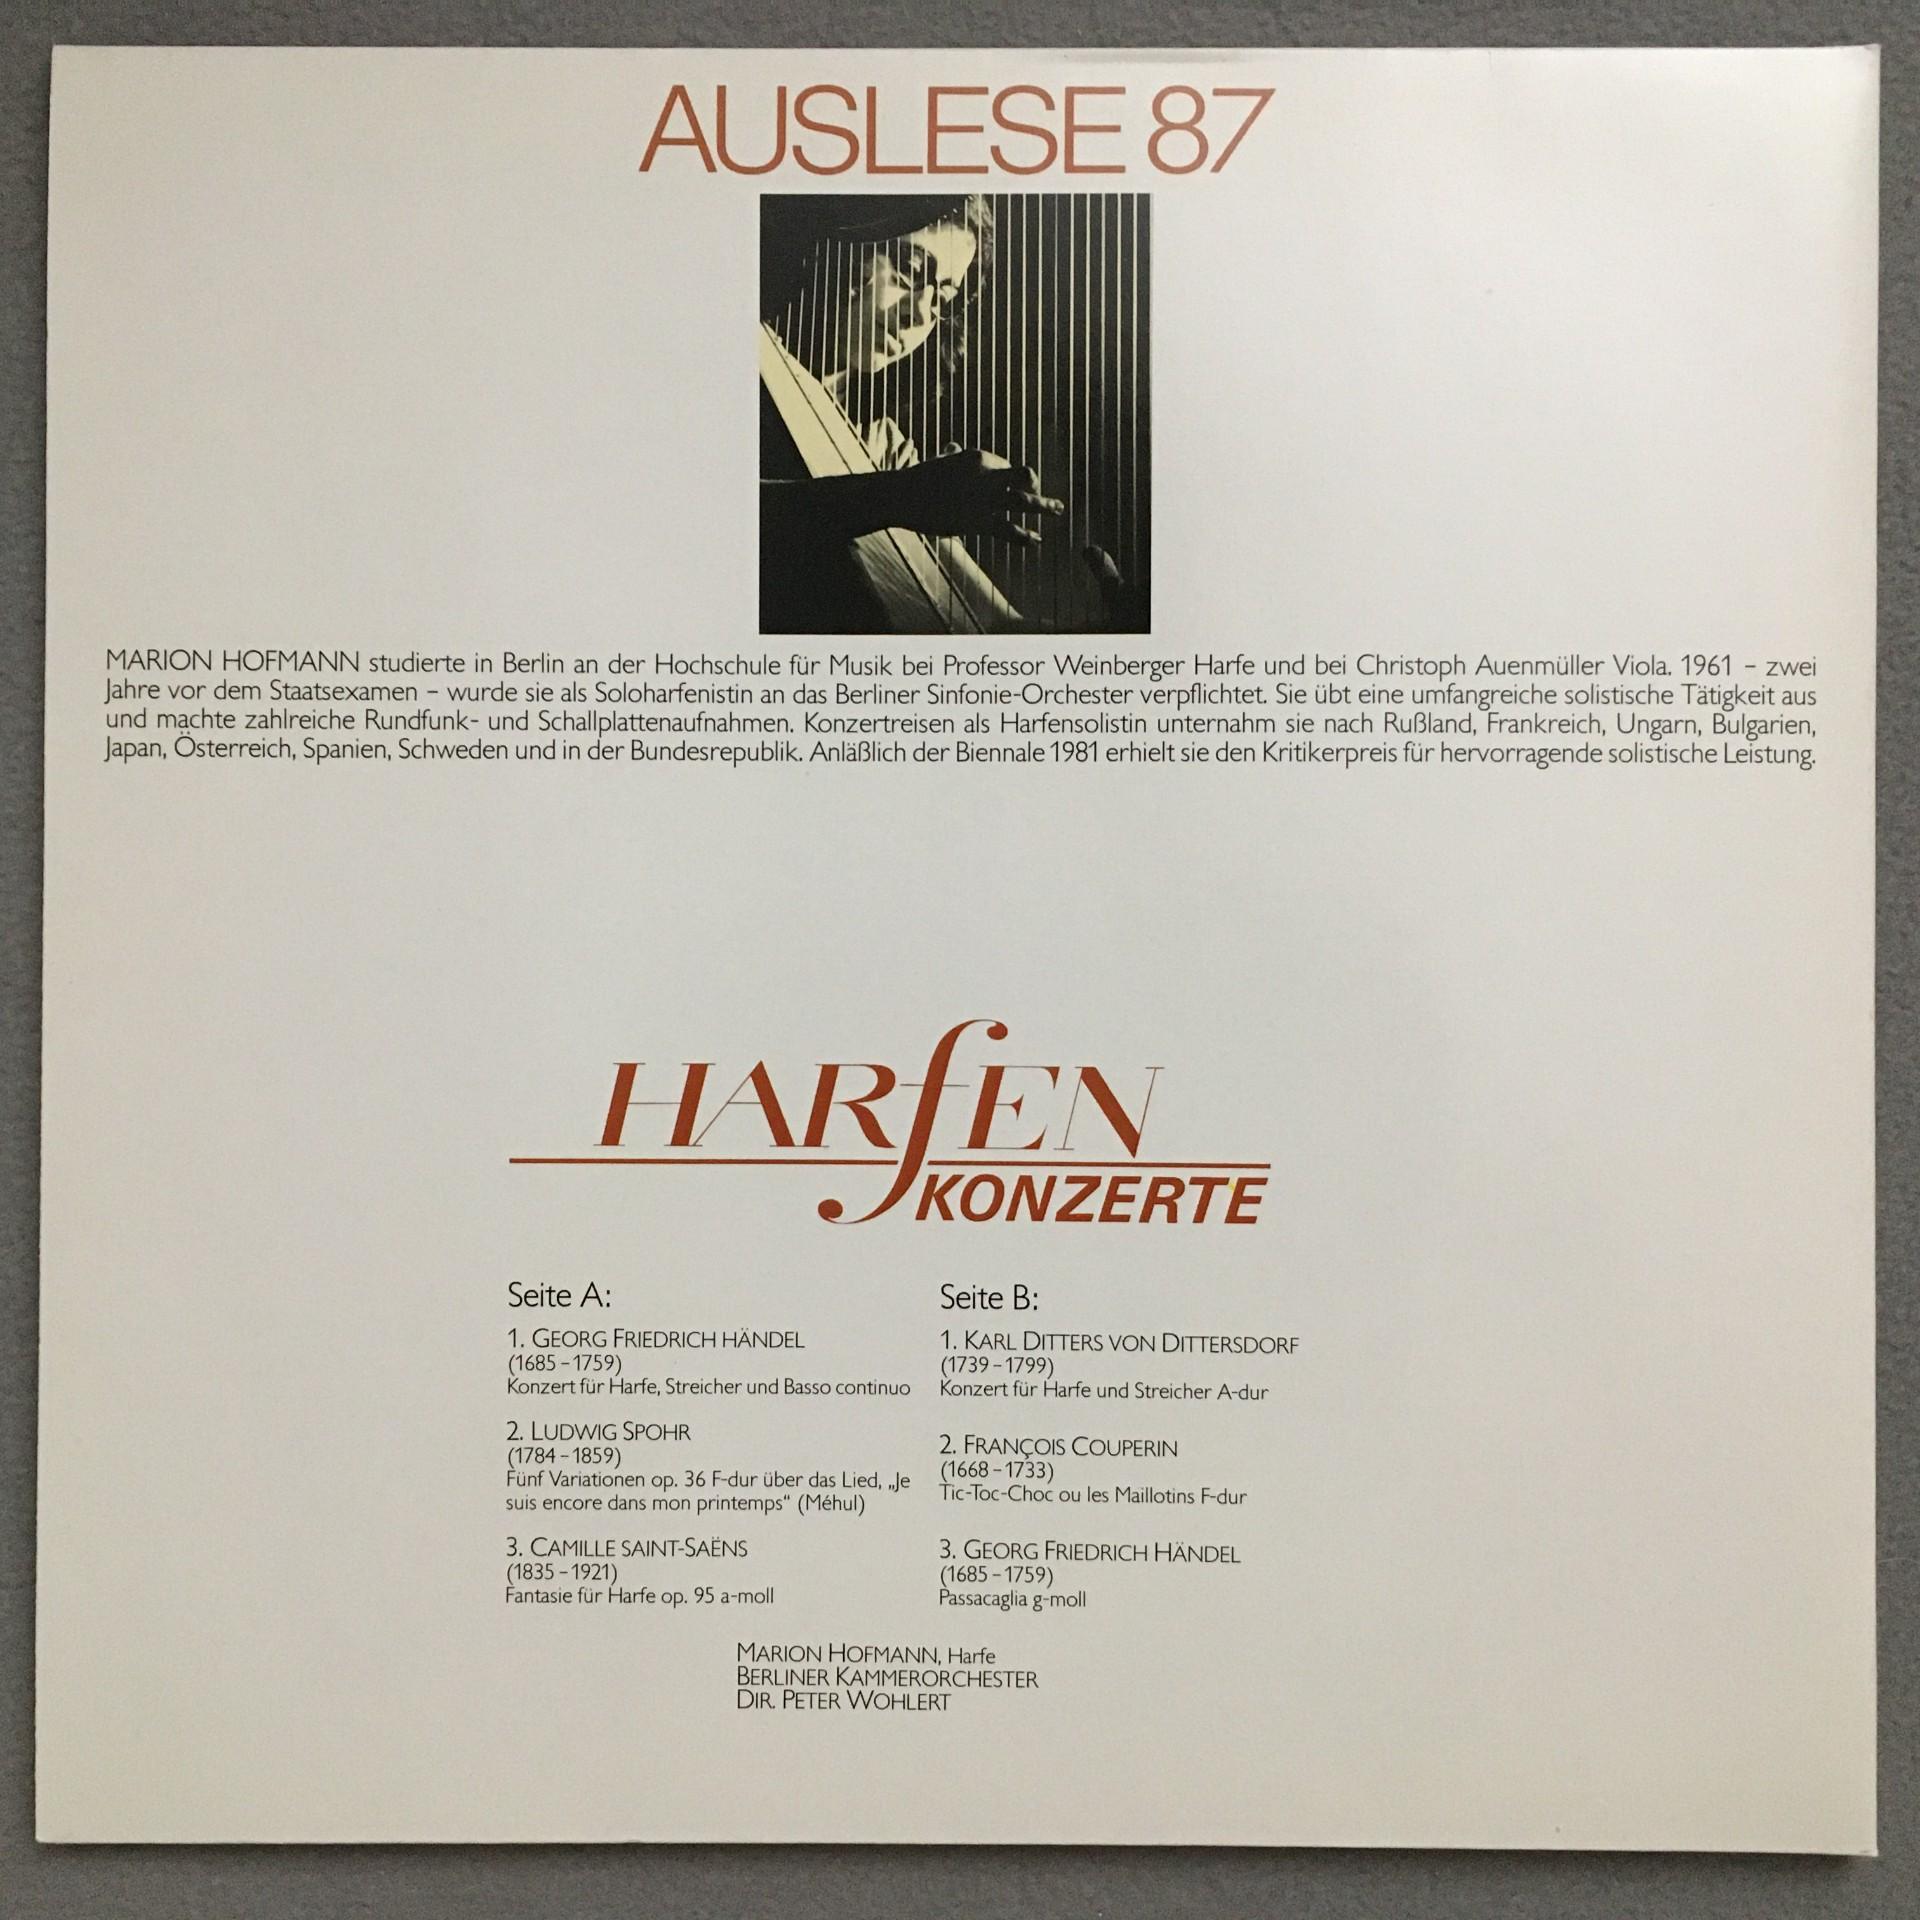 AUSLESE 87
MARION HOFMANN studierte in Berlin an der Hochschule für Musik bei Professor Weinberger Harfe und bei Christoph Auenmüller Viola. 1961 – zwei
Jahre vor dem Staatsexamen – wurde sie als Soloharfenistin an das Berliner Sinfonie-Orchester verpflichtet. Sie übt eine umfangreiche solistische Tätigkeit aus
und machte zahlreiche Rundfunk- und Schallplattenaufnahmen. Konzertreisen als Harfensolistin unternahm sie nach Rußland, Frankreich, Ungarn, Bulgarien,
Japan, Österreich, Spanien, Schweden und in der Bundesrepublik. Anläßlich der Biennale 1981 erhielt sie den Kritikerpreis für hervorragende solistische Leistung.
HARfEN
KONZERTE
Seite A:
1. GEORG FRIEDRICH HÄNDEL
(1685–1759)
Konzert für Harfe, Streicher und Basso continuo
2. LUDWIG SPOHR
(1784–1859)
Fünf Variationen op. 36 F-dur über das Lied, „Je
suis encore dans mon printemps“ (Méhul)
3. CAMILLE SAINT-SAËNS
(1835–1921)
Fantasie für Harfe op. 95 a-moll
Seite B:
1. KARL DITTERS VON DITTERSDORF
(1739–1799)
Konzert für Harfe und Streicher A-dur
2. FRANÇOIS COUPERIN
(1668–1733)
Tic-Toc-Choc ou les Maillotins F-dur
3. GEORG FRIEDRICH HÄNDEL
(1685–1759)
Passacaglia g-moll
MARION HOFMANN, Harfe
BERLINER KAMMERORCHESTER
DIR. PETER WOHLERT